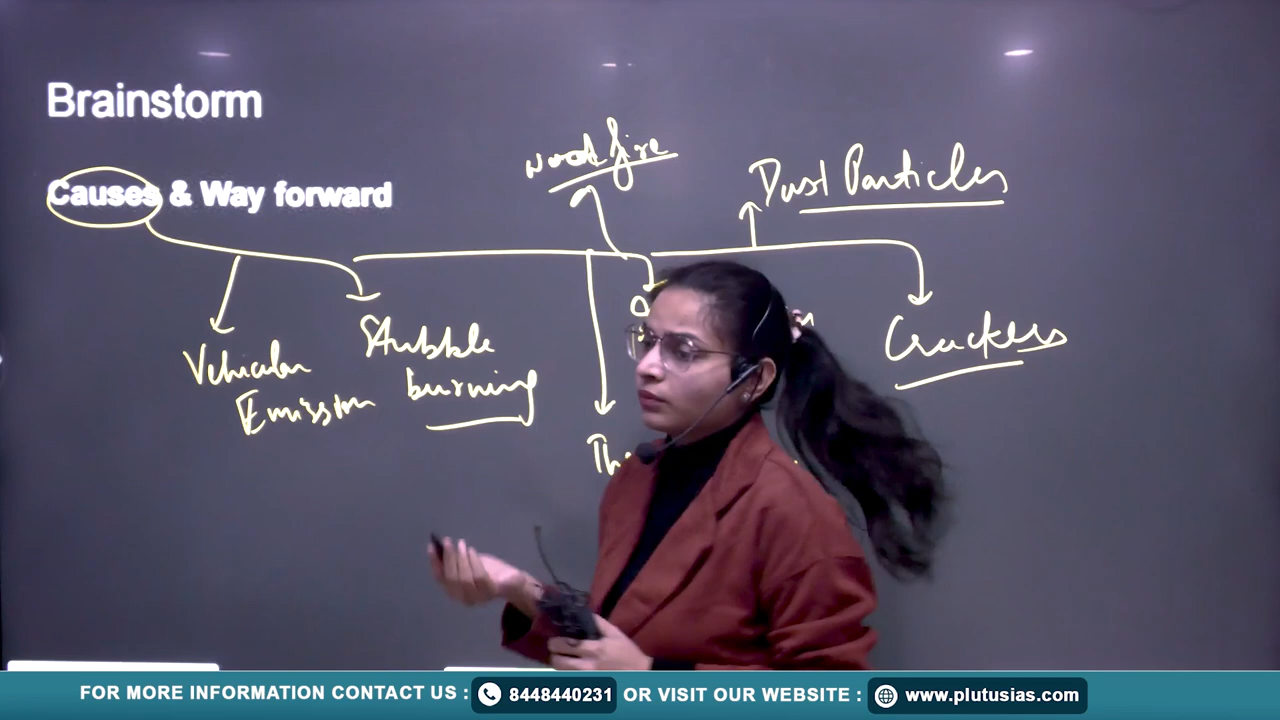 Brainstorm
Causes & Way forward
wood fire
Dust Particles
Vehicular
Emission
Stubble
burning
Crackers
FOR MORE INFORMATION CONTACT US : 8448440231 OR VISIT OUR WEBSITE : www.plutusias.com